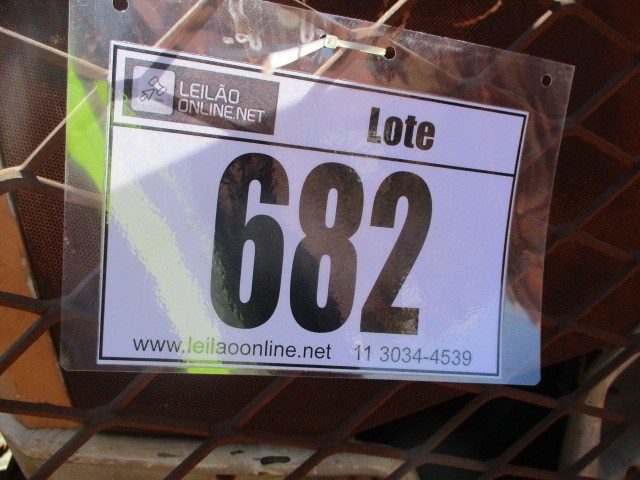 LEILÃO
ONLINE.NET
Lote
682
www.leilaoonline.net 11 3034-4539